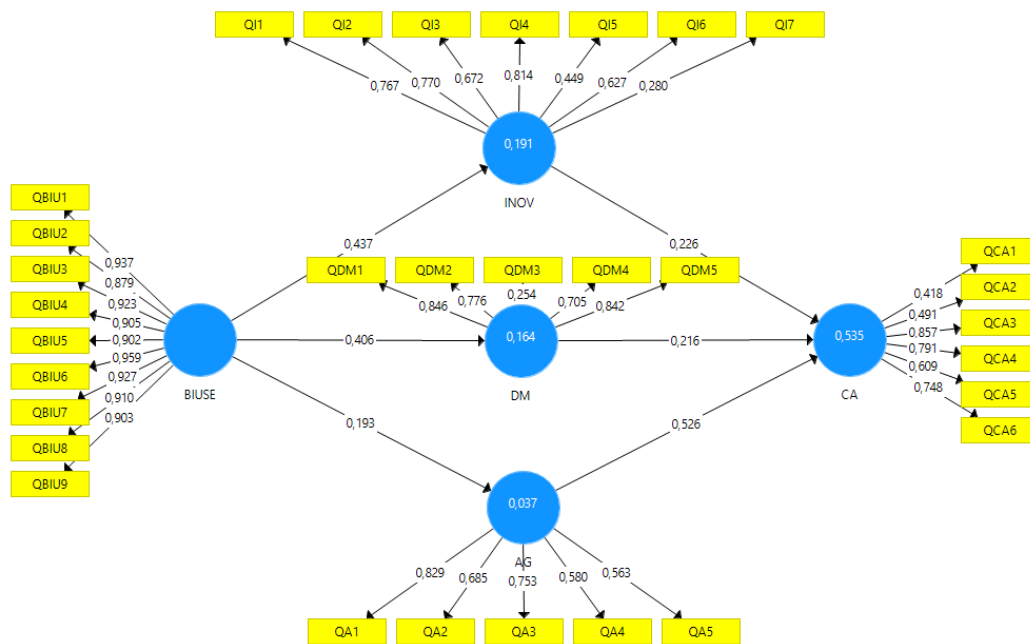 QI1
QI2
QI3
QI4
QI5
QI6
QI7
0,767
0,770
0,672
0,814
0,449
0,627
0,280
0,191
INOV
QBIU1
QBIU2
QBIU3
QBIU4
QBIU5
QBIU6
QBIU7
QBIU8
QBIU9
0,937
0,879
0,923
0,905
0,902
0,959
0,927
0,910
0,903
BIUSE
0,437
0,406
0,193
QDM1
QDM2
QDM3
QDM4
QDM5
0,846
0,776
0,254
0,705
0,842
0,164
DM
0,226
0,216
0,526
0,535
CA
QCA1
QCA2
QCA3
QCA4
QCA5
QCA6
0,418
0,491
0,857
0,791
0,609
0,748
0,037
AG
0,829
0,685
0,753
0,580
0,563
QA1
QA2
QA3
QA4
QA5